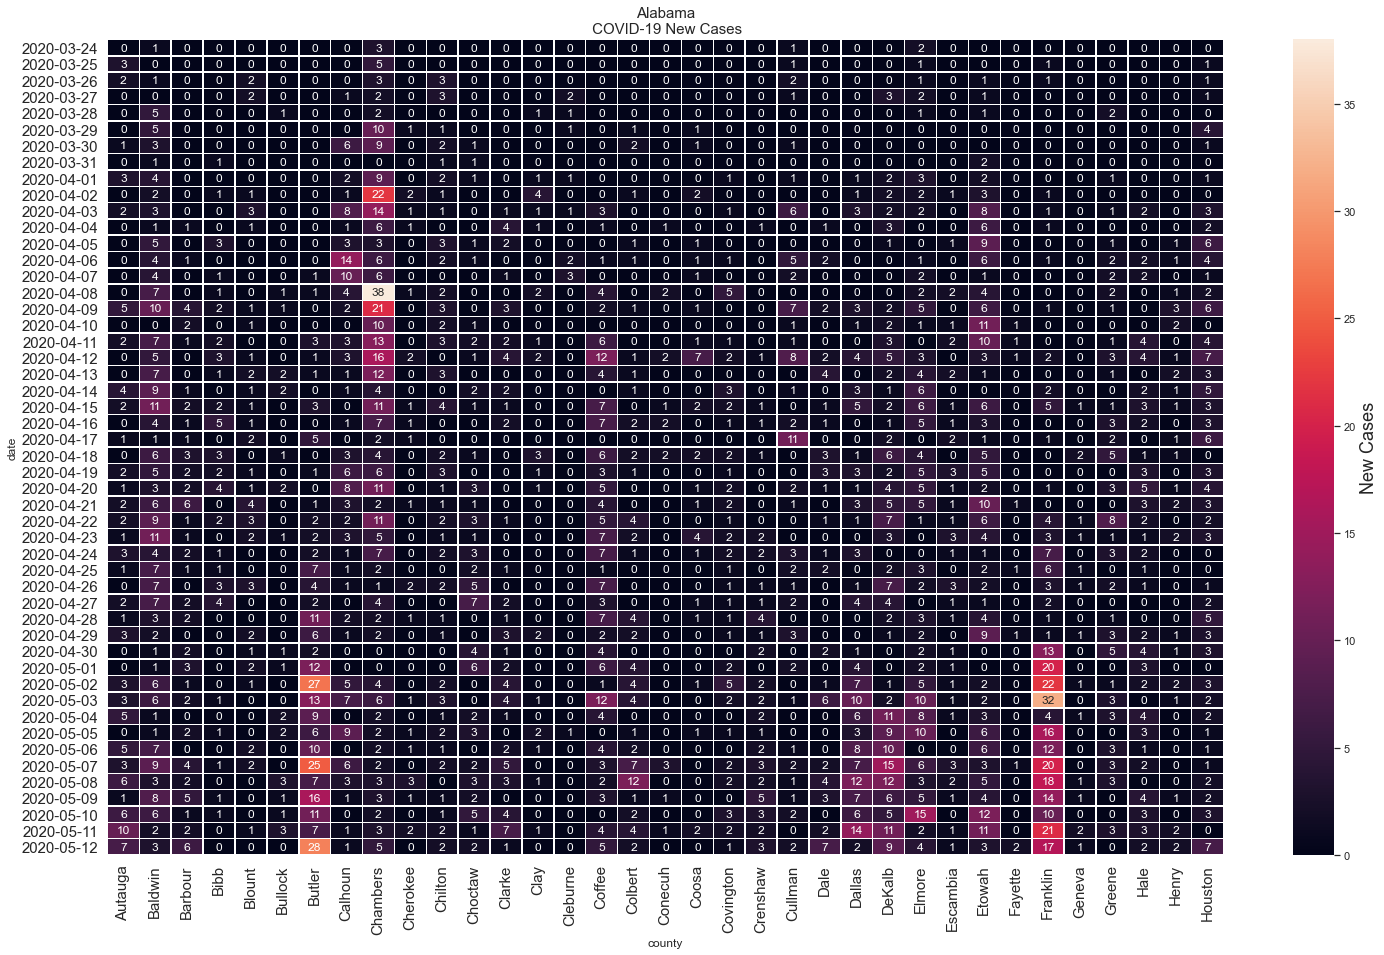 Alabama
COVID-19 New Cases
2020-03-24 0 1 0 0 0 0 0 0 3 0 0 0 0 0 0 0 0 0 0 0 0 1 0 0 0 2 0 0 0 0 0 0 0 0 0
2020-03-25 3 0 0 0 0 0 0 0 5 0 0 0 0 0 0 0 0 0 0 0 0 1 0 0 0 1 0 0 0 1 0 0 0 0 1
2020-03-26 2 1 0 0 2 0 0 0 3 0 3 0 0 0 0 0 0 0 0 0 0 2 0 0 0 1 0 1 0 1 0 0 0 0 1
2020-03-27 0 0 0 0 2 0 0 1 2 0 3 0 0 0 2 0 0 0 0 0 0 1 0 0 3 2 0 1 0 0 0 0 0 0 1
2020-03-28 0 5 0 0 0 1 0 0 2 0 0 0 0 1 1 0 0 0 0 0 0 0 0 0 0 1 0 1 0 0 0 2 0 0 0
2020-03-29 0 5 0 0 0 0 0 0 10 1 1 0 0 0 1 0 1 0 1 0 0 0 0 0 0 0 0 0 0 0 0 0 0 0 4
2020-03-30 1 3 0 0 0 0 0 6 9 0 2 1 0 0 0 0 2 0 1 0 0 1 0 0 0 0 0 0 0 0 0 0 0 0 1
2020-03-31 0 1 0 1 0 0 0 0 0 0 1 1 0 0 0 0 0 0 0 0 0 0 0 0 0 0 0 2 0 0 0 0 0 0 0
2020-04-01 3 4 0 0 0 0 0 2 9 0 2 1 0 1 1 0 0 0 0 1 0 1 0 1 2 3 0 2 0 0 0 1 0 0 1
2020-04-02 0 2 0 1 1 0 0 1 22 2 1 0 0 4 0 0 1 0 2 0 0 0 0 1 2 2 1 3 0 1 0 0 0 0 0
2020-04-03 2 3 0 0 3 0 0 8 14 1 1 0 1 1 1 3 0 0 0 1 0 6 0 3 2 2 0 8 0 1 0 1 2 0 3
2020-04-04 0 1 1 0 1 0 0 1 6 1 0 0 4 1 0 1 0 1 0 0 1 0 1 0 3 0 0 6 0 1 0 0 0 0 2
2020-04-05 0 5 0 3 0 0 0 3 3 0 3 1 2 0 0 0 1 0 1 0 0 0 0 0 1 0 1 9 0 0 0 1 0 1 6
2020-04-06 0 4 1 0 0 0 0 14 6 0 2 1 0 0 2 1 1 0 1 0 0 5 2 0 0 1 0 6 0 1 0 2 2 1 4
2020-04-07 0 4 0 1 0 0 1 10 6 0 0 0 1 0 3 0 0 0 1 0 0 2 0 0 0 2 0 1 0 0 0 2 2 0 1
2020-04-08 0 7 0 1 0 1 1 4 38 1 2 0 0 2 0 4 0 2 0 5 0 0 0 0 0 2 2 4 0 0 0 2 0 1 2
2020-04-09 5 10 4 2 1 1 0 2 21 0 3 0 3 0 0 2 1 0 1 0 0 7 2 3 2 5 0 6 0 1 0 1 0 3 6
2020-04-10 0 0 2 0 1 0 0 0 10 0 2 1 0 0 0 0 0 0 0 0 0 1 0 1 2 1 1 11 1 0 0 0 0 2 0
2020-04-11 2 7 1 2 0 0 3 3 13 0 3 2 2 1 0 6 0 0 1 1 0 1 0 0 3 0 2 10 1 0 0 1 4 0 4
2020-04-12 0 5 0 3 0 0 1 3 16 2 0 1 4 2 0 12 1 2 7 2 1 8 2 4 5 3 0 3 1 2 0 3 4 1 7
2020-04-13 0 7 0 1 2 2 1 1 12 0 3 0 0 0 0 4 1 0 0 0 0 0 4 0 2 4 2 1 0 0 0 1 0 2 3
2020-04-14 4 9 1 0 1 2 0 1 4 0 0 2 2 0 0 0 1 0 0 3 0 1 0 3 1 6 0 0 0 2 0 0 2 1 5
2020-04-15 2 11 2 2 1 0 3 0 11 1 4 1 1 0 0 7 0 1 2 2 1 0 1 5 2 6 1 6 0 5 1 1 3 1 3
2020-04-16 0 4 1 5 1 0 0 1 7 1 0 0 2 0 0 7 2 2 0 1 1 2 1 0 1 5 1 3 0 0 0 3 2 0 3
2020-04-17 1 1 1 0 2 0 5 0 2 1 0 0 0 0 0 0 0 0 0 0 0 11 0 0 2 0 2 1 0 1 0 2 0 1 6
2020-04-18 0 6 3 3 0 1 0 3 4 0 2 1 0 3 0 6 2 2 2 2 1 0 3 1 6 4 0 5 0 0 2 5 1 1 0
2020-04-19 2 5 2 2 1 0 1 6 6 0 3 0 0 1 0 3 1 0 0 1 0 0 3 3 2 5 3 5 0 0 0 0 3 0 3
2020-04-20 1 3 2 4 1 2 0 8 11 0 1 3 0 1 0 5 0 0 1 2 0 2 1 1 4 5 1 2 0 1 0 3 5 1 4
2020-04-21 2 6 6 0 4 0 1 3 2 1 1 1 0 0 0 4 0 0 1 2 0 0 0 3 5 5 1 10 1 0 0 0 3 2 3
2020-04-22 2 9 1 2 3 0 2 2 11 0 2 3 1 0 0 5 4 0 0 1 0 0 1 1 7 1 1 6 0 4 1 8 2 0 2
2020-04-23 1 11 1 0 2 1 2 3 5 0 1 1 0 0 0 7 2 0 4 2 2 0 0 0 3 0 3 4 0 3 1 1 1 2 3
2020-04-24 3 4 2 1 0 0 2 1 7 0 2 3 0 0 0 7 1 0 1 2 2 3 1 3 0 0 1 1 0 7 0 3 2 0 0
2020-04-25 1 7 1 1 0 0 7 1 2 0 0 2 1 0 0 0 1 0 0 1 0 2 2 0 2 3 0 2 1 6 0 1 0 0 0
2020-04-26 0 7 0 3 3 0 4 1 1 2 2 5 0 0 0 7 0 0 0 1 1 1 0 1 7 2 3 2 0 3 1 2 1 0 1
2020-04-27 2 7 2 4 0 0 2 0 4 0 0 7 2 0 0 3 0 0 1 1 1 2 0 4 4 0 1 1 0 2 0 0 0 0 2
2020-04-28 1 3 2 0 0 0 11 2 2 1 1 0 1 0 0 7 4 0 1 1 4 0 0 0 2 3 1 4 0 0 0 0 0 0 5
2020-04-29 3 2 0 0 2 0 6 1 2 0 1 0 3 2 0 2 2 0 0 1 1 3 0 0 1 2 0 9 1 1 1 3 2 1 3
2020-04-30 0 1 2 0 1 1 2 0 0 0 0 4 1 0 0 4 0 0 0 0 2 0 2 1 0 2 1 0 0 13 0 5 4 1 3
2020-05-01 0 1 3 0 2 1 12 0 0 0 0 6 2 0 0 6 4 0 0 2 0 2 0 4 0 2 1 0 0 20 0 0 3 0 0
2020-05-02 3 6 1 0 1 0 27 5 4 0 2 0 4 0 0 1 4 0 1 5 2 0 1 7 1 5 1 2 0 22 1 1 2 2 3
2020-05-03 3 6 2 1 0 0 13 7 6 1 3 0 4 1 0 12 4 0 0 2 2 1 6 10 2 10 1 2 0 32 0 3 0 1 2
2020-05-04 5 1 0 0 0 2 9 0 2 0 1 2 1 0 0 4 0 0 0 0 2 0 0 6 11 8 1 3 0 4 1 3 4 0 2
2020-05-05 0 1 2 1 0 2 6 9 2 1 2 3 0 2 1 0 1 0 1 1 1 0 0 3 9 10 0 6 0 16 0 0 3 0 1
2020-05-06 5 7 0 0 2 0 10 0 2 1 1 0 2 1 0 4 2 0 0 0 2 1 0 8 10 0 0 6 0 12 0 3 1 0 1
2020-05-07 3 9 4 1 2 0 25 6 2 0 2 2 5 0 0 3 0 7 3 0 2 3 2 2 7 15 6 3 3 1 20 0 3 2 0 1
2020-05-08 6 3 2 0 0 3 7 3 3 3 0 3 3 1 0 2 12 0 0 2 2 1 4 12 12 3 2 5 0 18 1 3 0 0 2
2020-05-09 1 8 5 1 0 1 16 1 3 1 1 2 0 0 0 3 1 1 0 0 5 1 3 7 6 5 1 4 0 14 1 0 4 1 2
2020-05-10 6 6 1 1 0 1 11 0 2 0 1 5 4 0 0 0 2 0 0 3 3 2 0 6 5 15 0 12 0 10 0 0 3 0 3
2020-05-11 10 2 2 0 1 3 7 1 3 2 2 1 7 1 0 4 4 1 2 2 2 0 2 14 11 2 1 11 0 21 2 3 3 2 0
2020-05-12 7 3 6 0 0 0 28 1 5 0 2 2 1 0 0 5 2 0 0 1 3 2 7 2 9 4 1 3 2 17 1 0 2 2 7
Autauga Baldwin Barbour Bibb Blount Bullock Butler Calhoun Chambers Cherokee Chilton Choctaw Clarke Clay Cleburne Coffee Colbert Conecuh Coosa Covington Crenshaw Cullman Dale Dallas DeKalb Elmore Escambia Etowah Fayette Franklin Geneva Greene Hale Henry Houston
county
date
35
30
25
20
15
10
5
0
New Cases